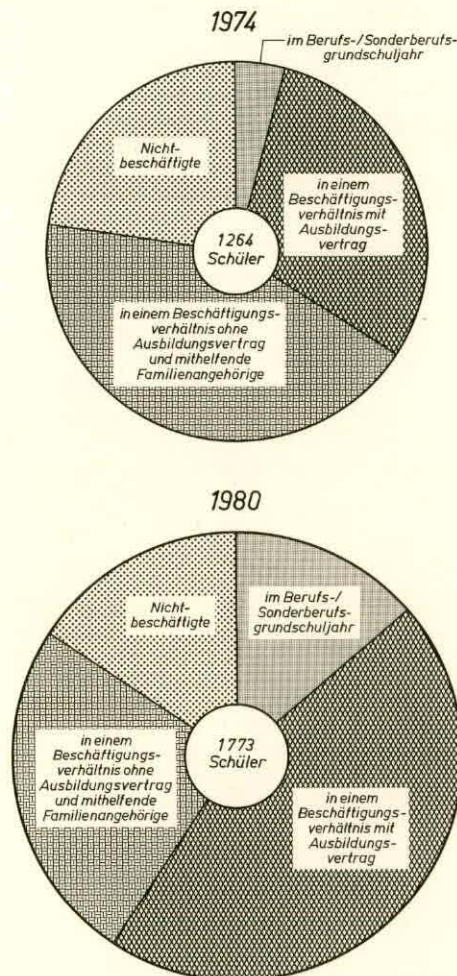 1974
im Berufs-/Sonderberufs-
grundschuljahr
Nicht-
beschäftigte
in einem
Beschäftigungs-
verhältnis mit
Ausbildungs-
vertrag
1264
Schüler
in einem Beschäftigungs-
verhältnis ohne
Ausbildungsvertrag
und mithelfende
Familienangehörige
1980
Nicht-
beschäftigte
im Berufs-/
Sonderberufs-
grundschuljahr
in einem
Beschäftigungs-
verhältnis ohne
Ausbildungsvertrag
und mithelfende
Familienangehörige
1773
Schüler
in einem
Beschäftigungs-
verhältnis mit
Ausbildungs-
vertrag